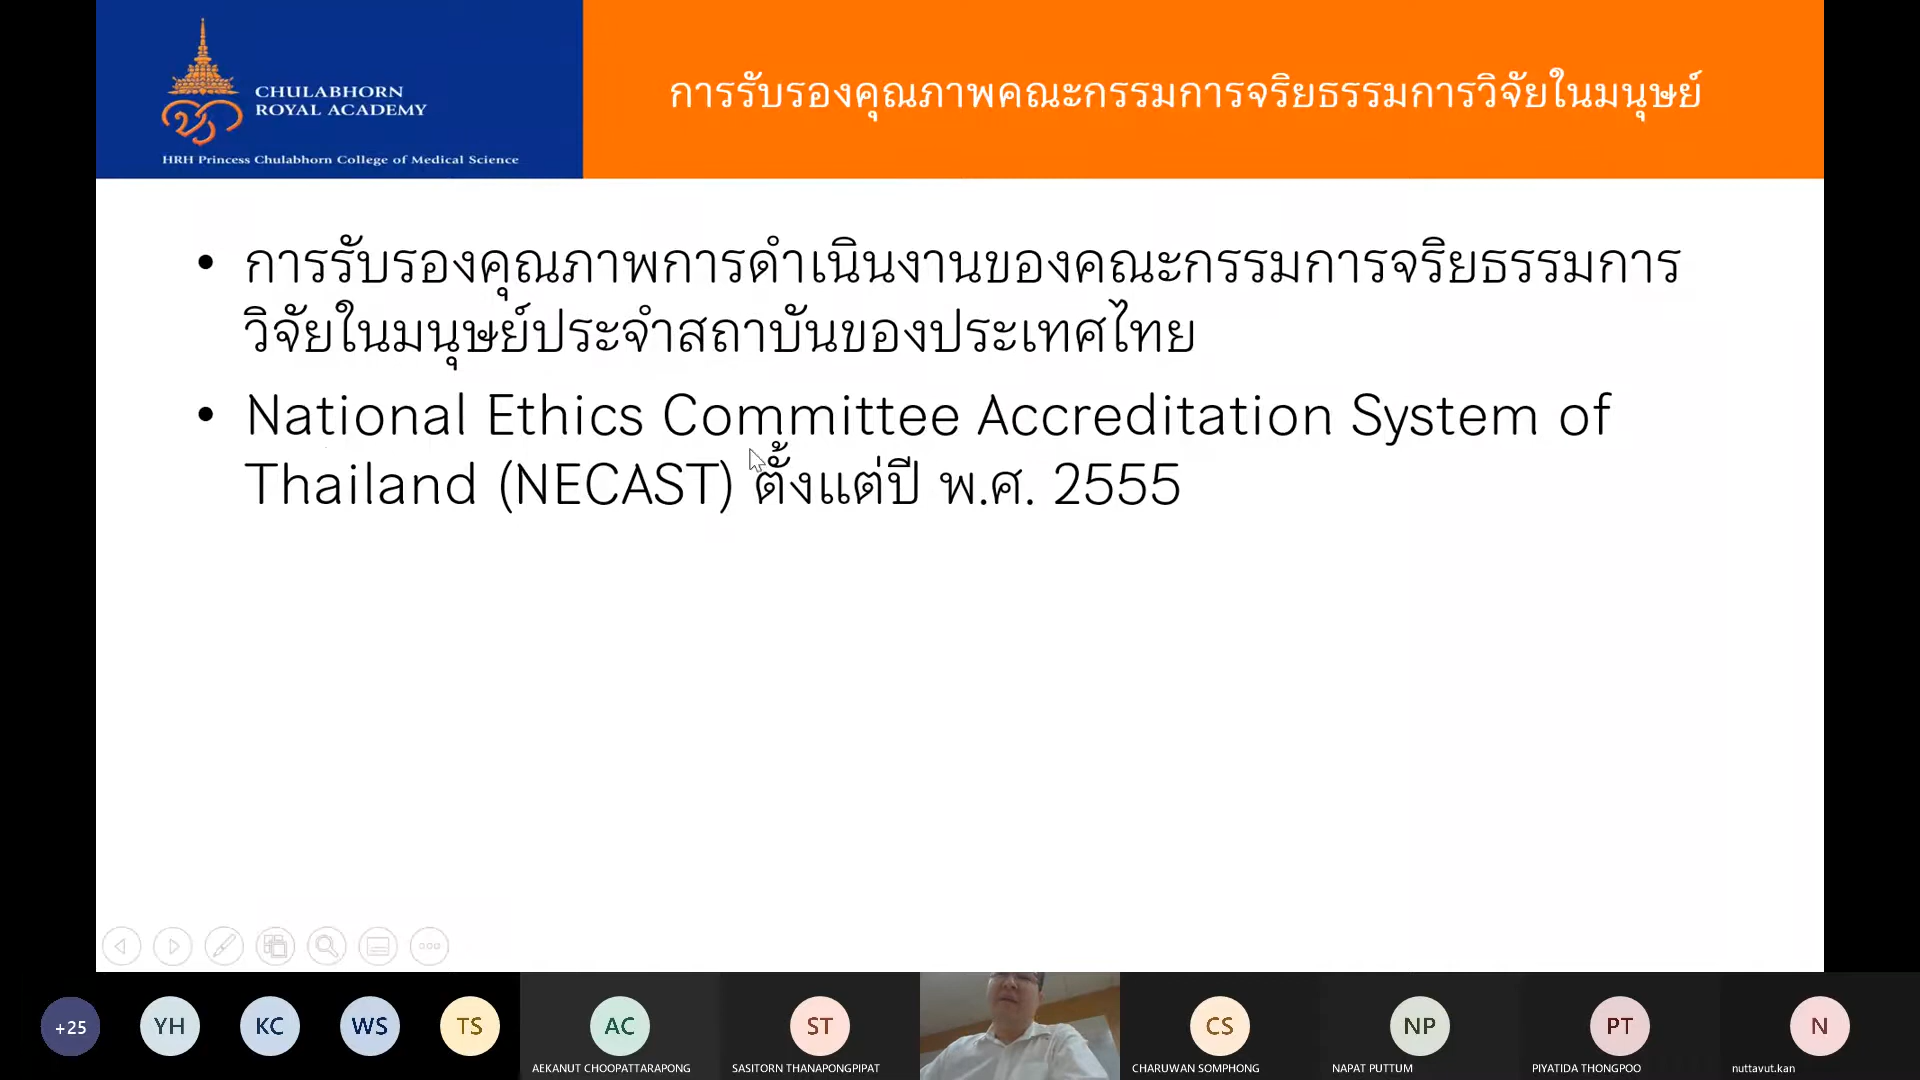 CHULABHORN
ROYAL ACADEMY
HRH Princess Chulabhorn College of Medical Science
การรับรองคุณภาพคณะกรรมการจริยธรรมการวิจัยในมนุษย์
• การรับรองคุณภาพการดำเนินงานของคณะกรรมการจริยธรรมการ
วิจัยในมนุษย์ประจำสถาบันของประเทศไทย
• National Ethics Committee Accreditation System of
Thailand (NECAST) ตั้งแต่ปี พ.ศ. 2555
+25
YH
KC
WS
TS
AC
ST
CS
NP
PT
N
AEKANUT CHOOPATTARAPONG
SASITORN THANAPONGPIPAT
CHARUWAN SOMPHONG
NAPAT PUTTUM
PIYATIDA THONGPOO
nuttavut.kan